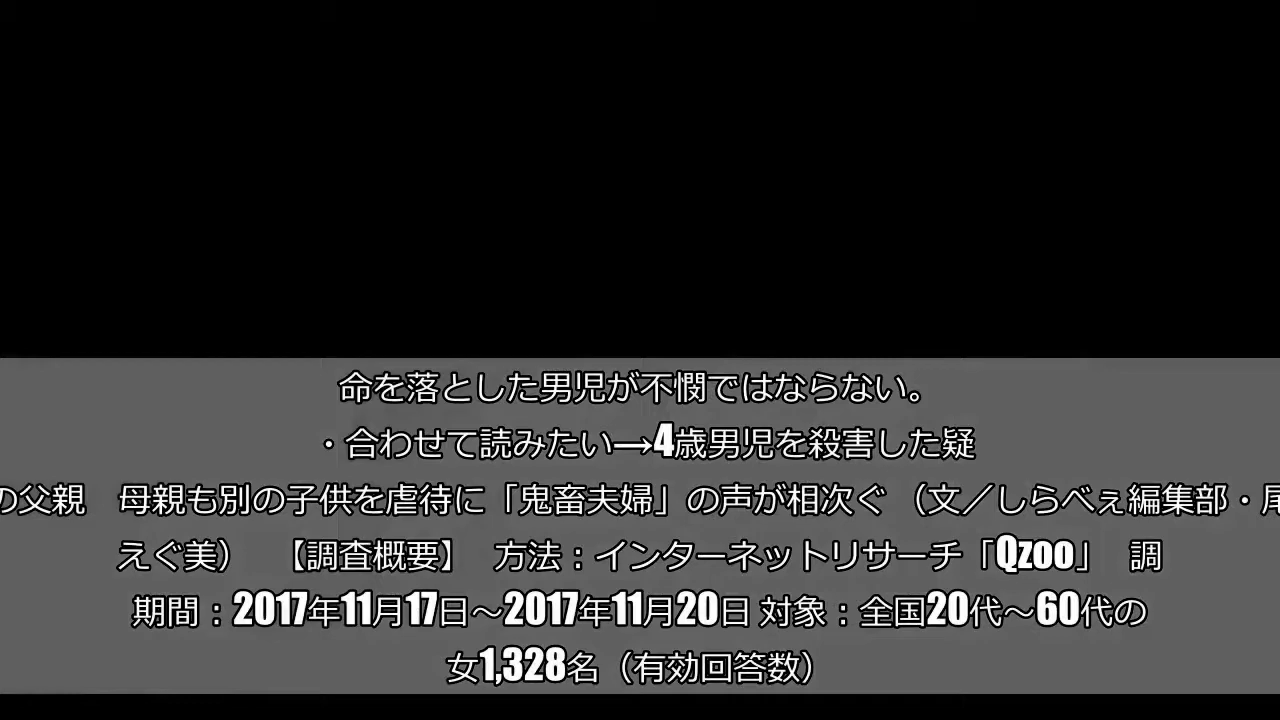 命を落とした男児が不憫ではならない。
・合わせて読みたい→4歳男児を殺害した疑
の父親　母親も別の子供を虐待に「鬼畜夫婦」の声が相次ぐ （文／しらべぇ編集部・尾
えぐ美） 【調査概要】 方法：インターネットリサーチ「Qzoo」 調
期間：2017年11月17日～2017年11月20日 対象：全国20代～60代の
女1,328名（有効回答数）